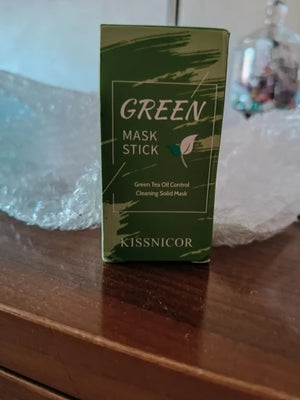 GREEN
MASK
STICK
Green Tea Oil Control
Cleaning Solid Mask
KISSNICOR